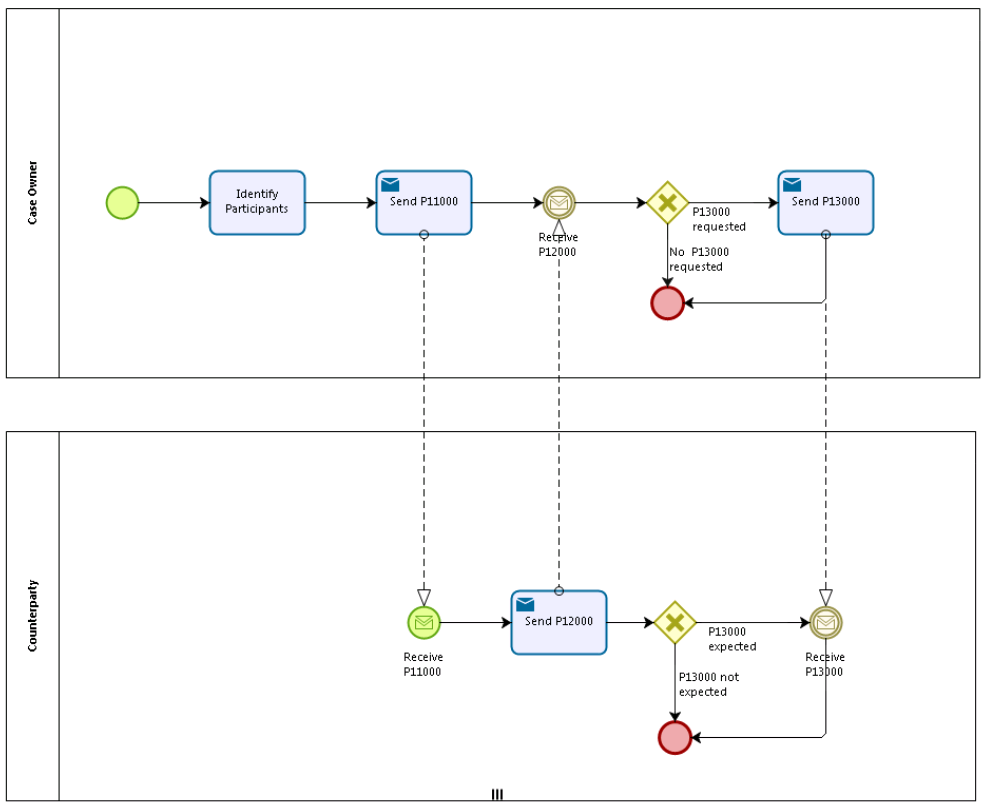 Case Owner
Identify
Participants
Send P11000
Receive
P12000
P13000
requested
No P13000
requested
Send P13000
Counterparty
Receive
P11000
Send P12000
P13000
expected
P13000 not
expected
Receive
P13000